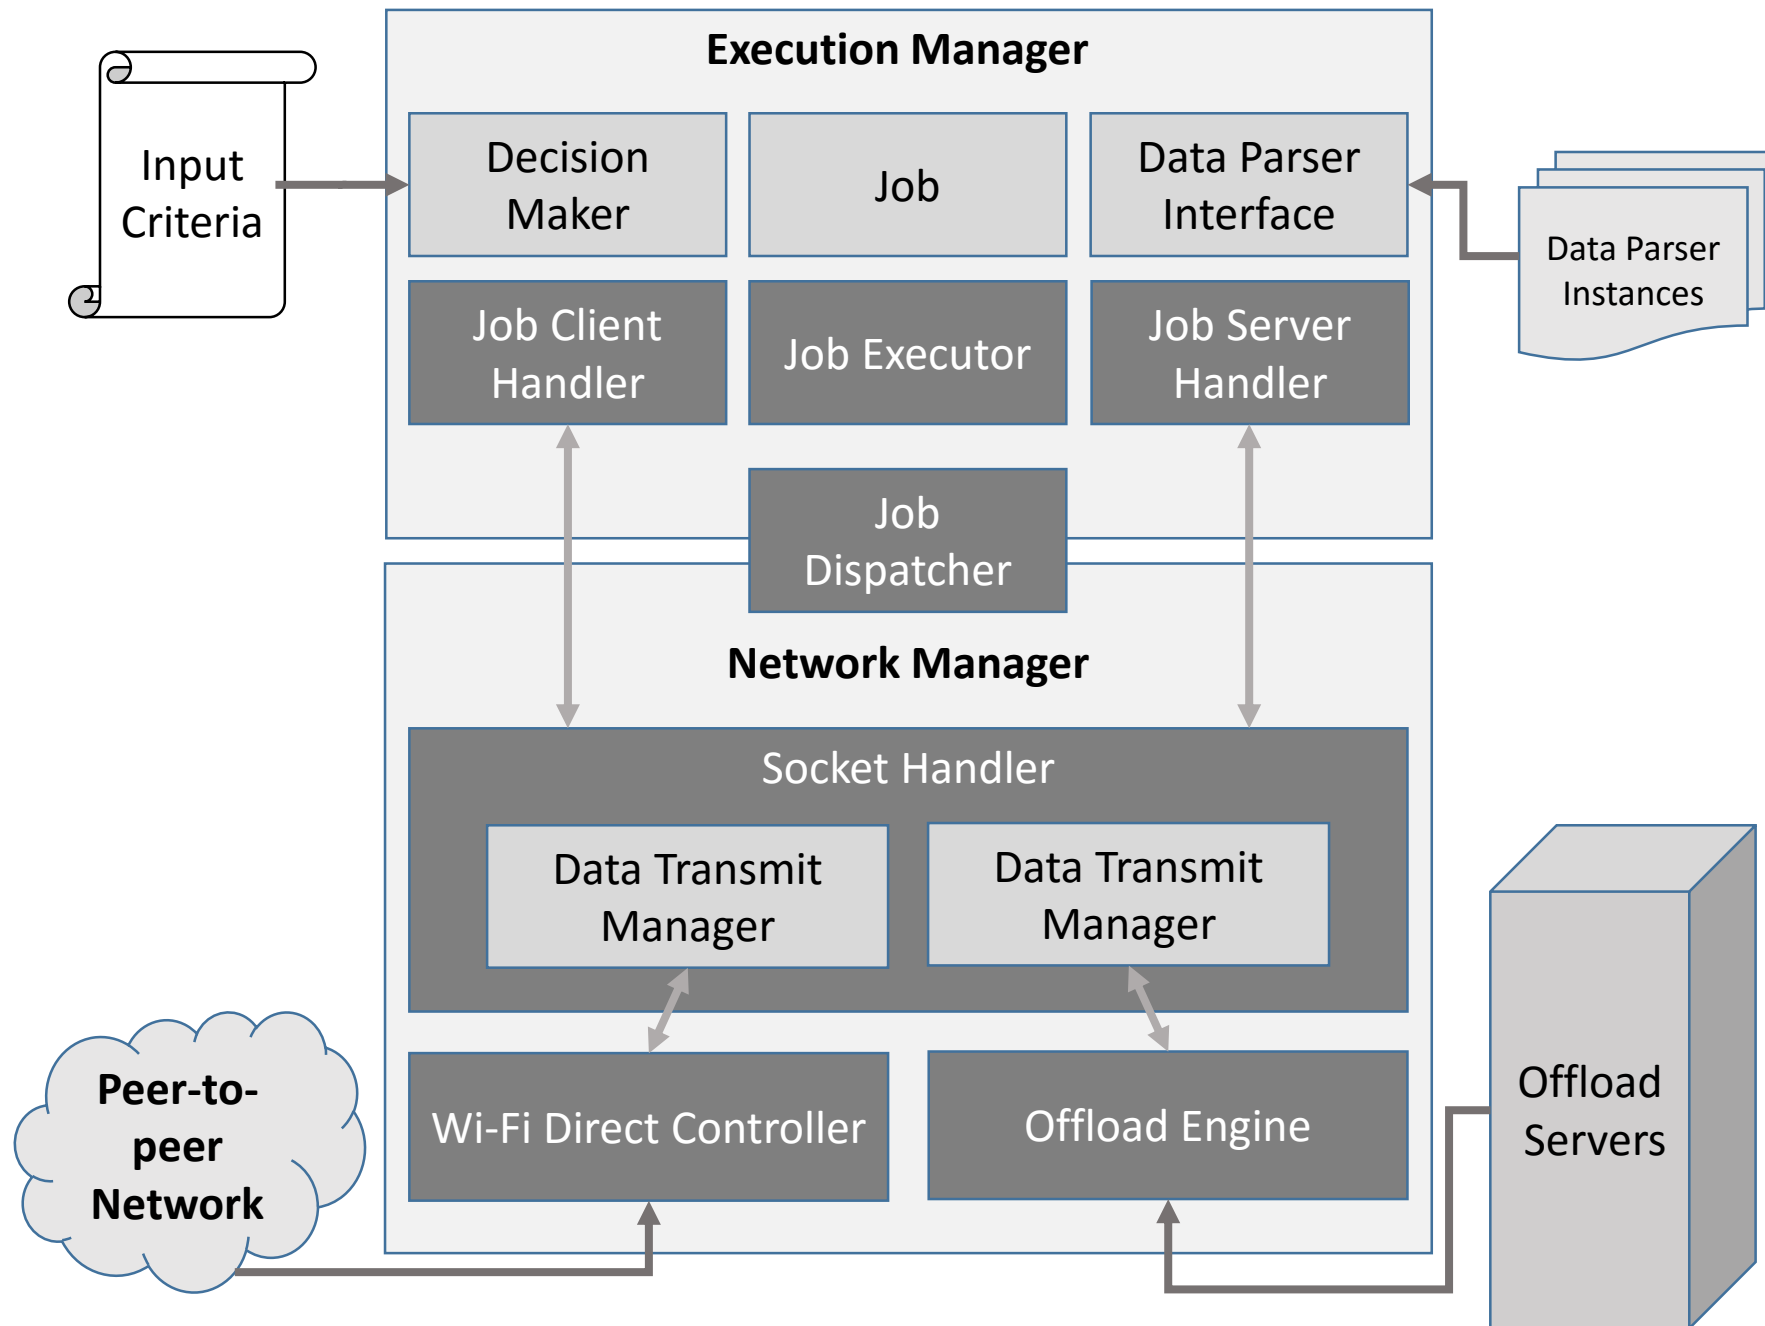 Execution Manager
Input
Criteria
Decision
Maker
Job
Data Parser
Interface
Data Parser
Instances
Job Client
Handler
Job Executor
Job Server
Handler
Job
Dispatcher
Network Manager
Socket Handler
Data Transmit
Manager
Data Transmit
Manager
Peer-to-
peer
Network
Wi-Fi Direct Controller
Offload Engine
Offload
Servers